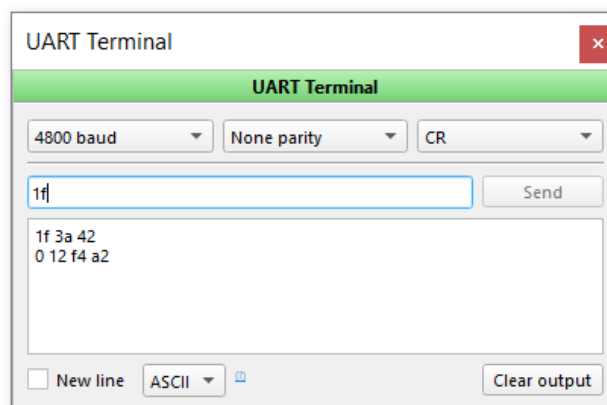 UART Terminal
UART Terminal
4800 baud None parity CR
1f Send
1f 3a 42
0 12 f4 a2
New line ASCII Clear output